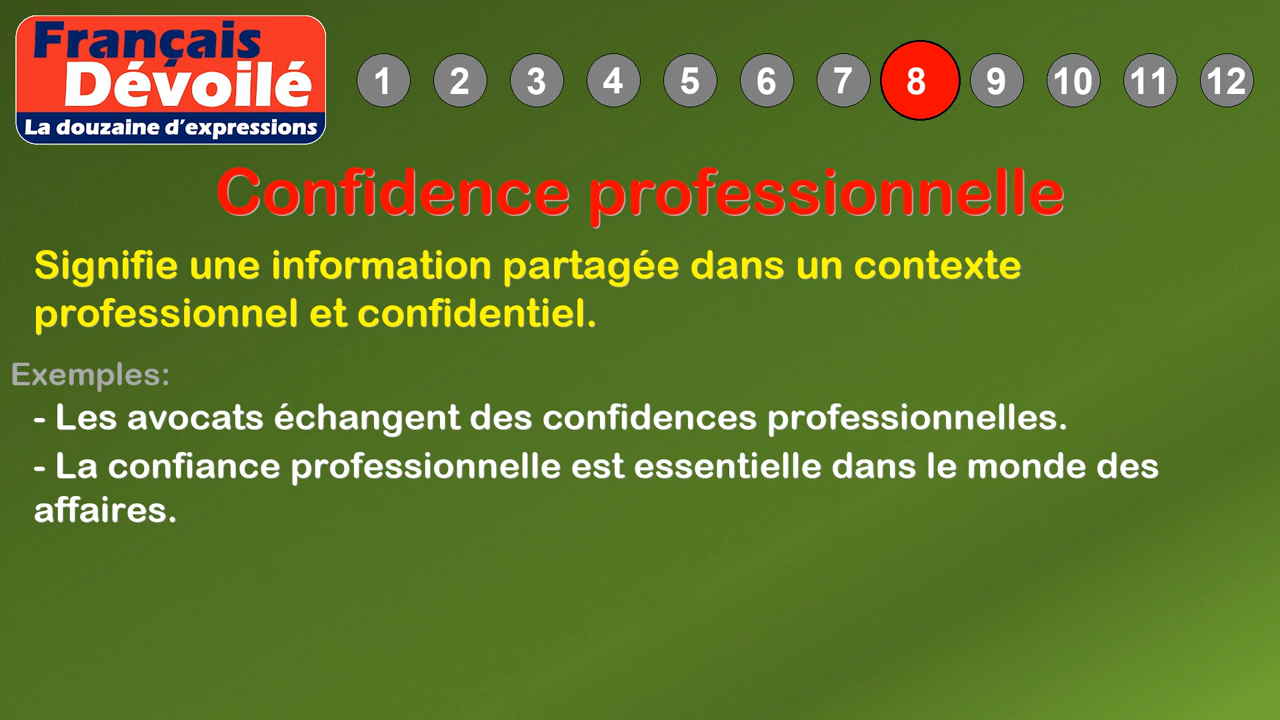 Français
Dévoilé
La douzaine d'expressions
1 2 3 4 5 6 7 8 9 10 11 12
Confidence professionnelle
Signifie une information partagée dans un contexte
professionnel et confidentiel.
Exemples:
- Les avocats échangent des confidences professionnelles.
- La confiance professionnelle est essentielle dans le monde des
affaires.